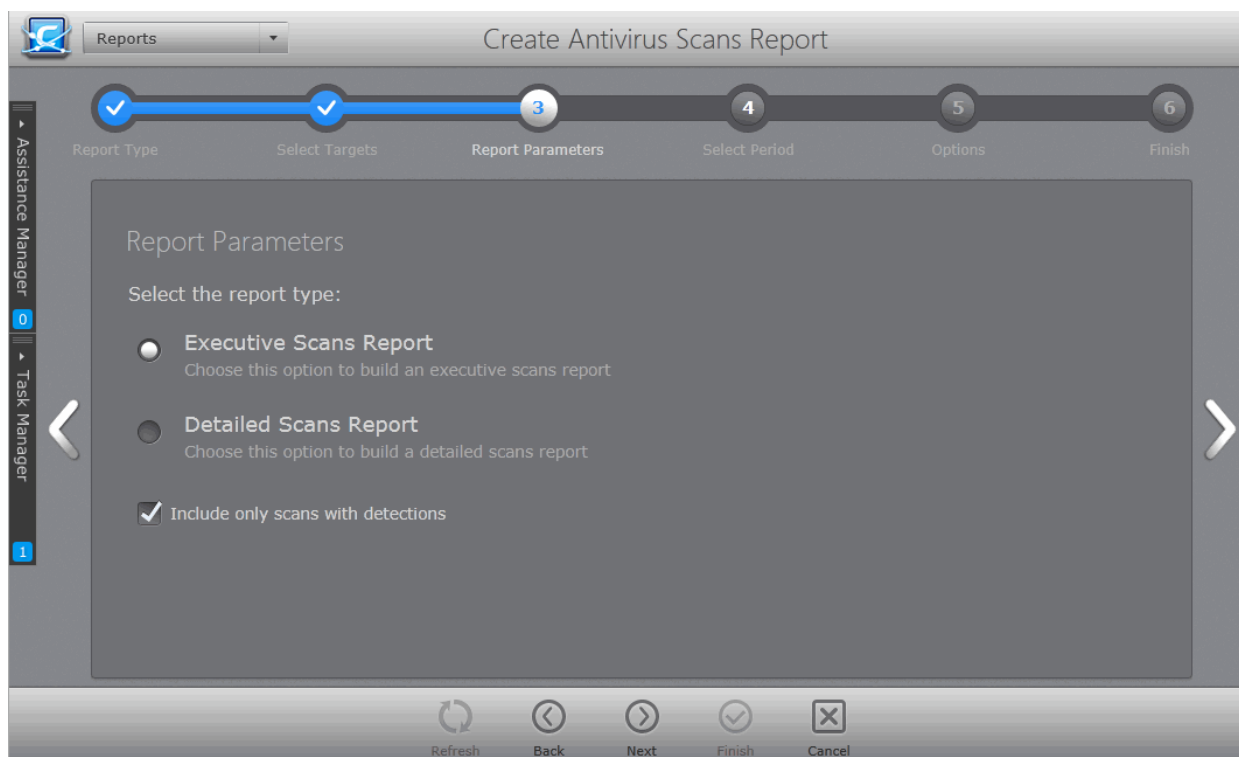 Reports
Create Antivirus Scans Report
3
4
5
6
Report Type
Select Targets
Report Parameters
Select Period
Options
Finish
Assistance Manager
0
Task Manager
1
Report Parameters
Select the report type:
Executive Scans Report
Choose this option to build an executive scans report
Detailed Scans Report
Choose this option to build a detailed scans report
Include only scans with detections
Refresh
Back
Next
Finish
Cancel